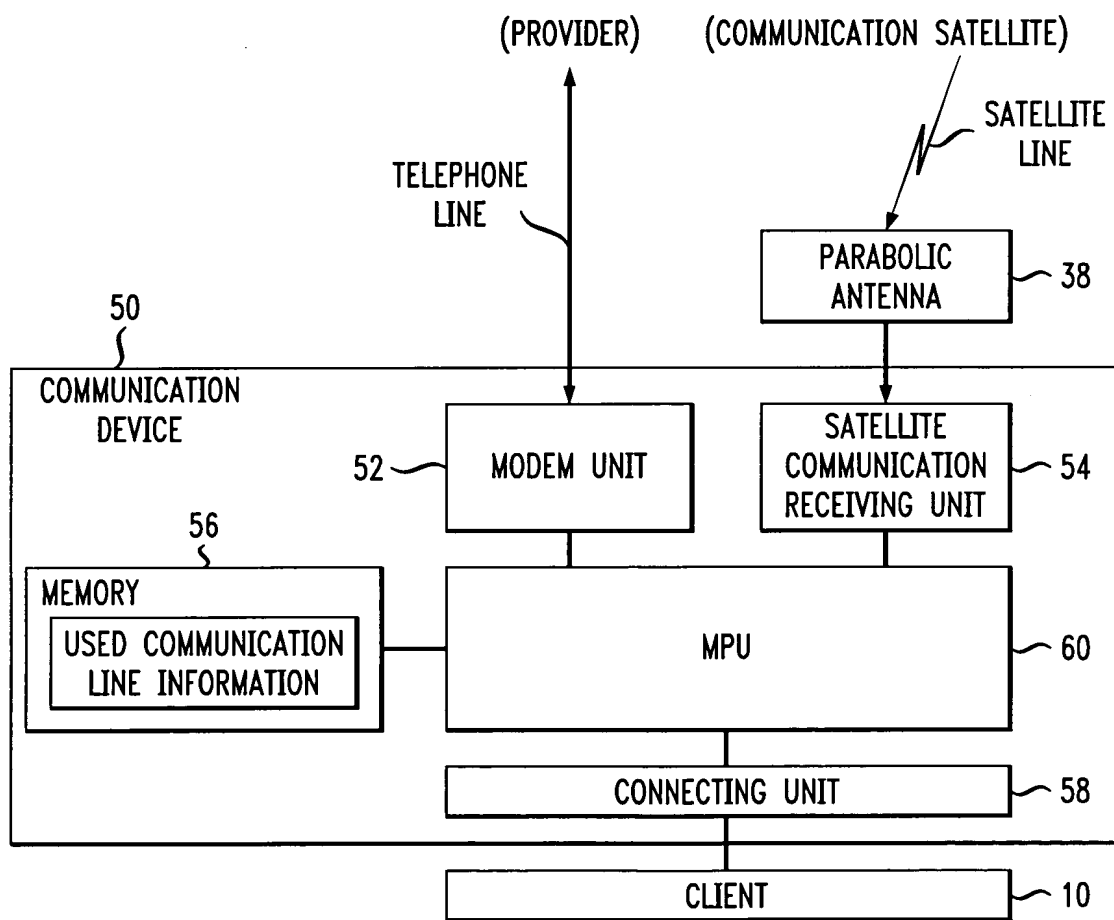 (PROVIDER)
(COMMUNICATION SATELLITE)
SATELLITE
LINE
TELEPHONE
LINE
PARABOLIC
ANTENNA
38
50
COMMUNICATION
DEVICE
52
MODEM UNIT
SATELLITE
COMMUNICATION
RECEIVING UNIT
54
56
MEMORY
USED COMMUNICATION
LINE INFORMATION
MPU
60
CONNECTING UNIT
58
CLIENT
10